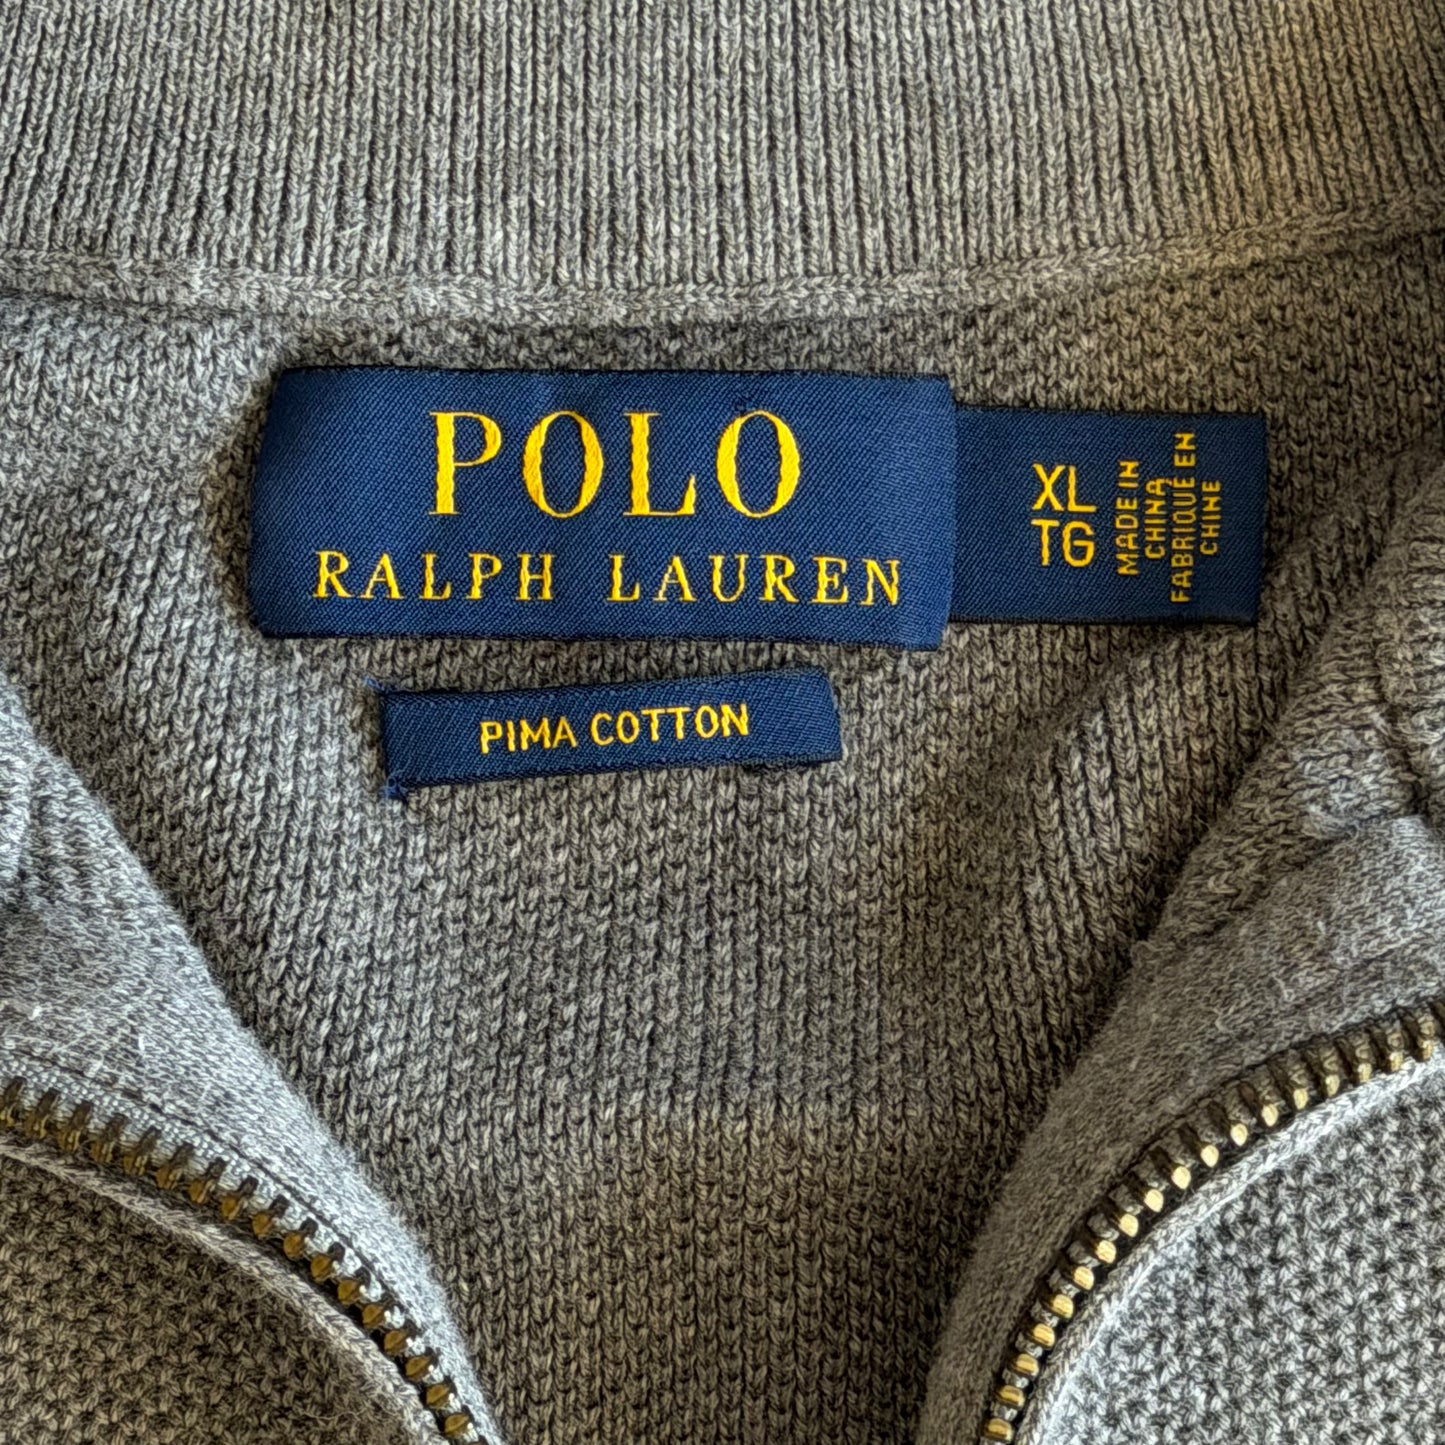 POLO
RALPH LAUREN
XL
TG
MADE IN
CHINA
FABRIQUÉ EN
CHINE
PIMA COTTON